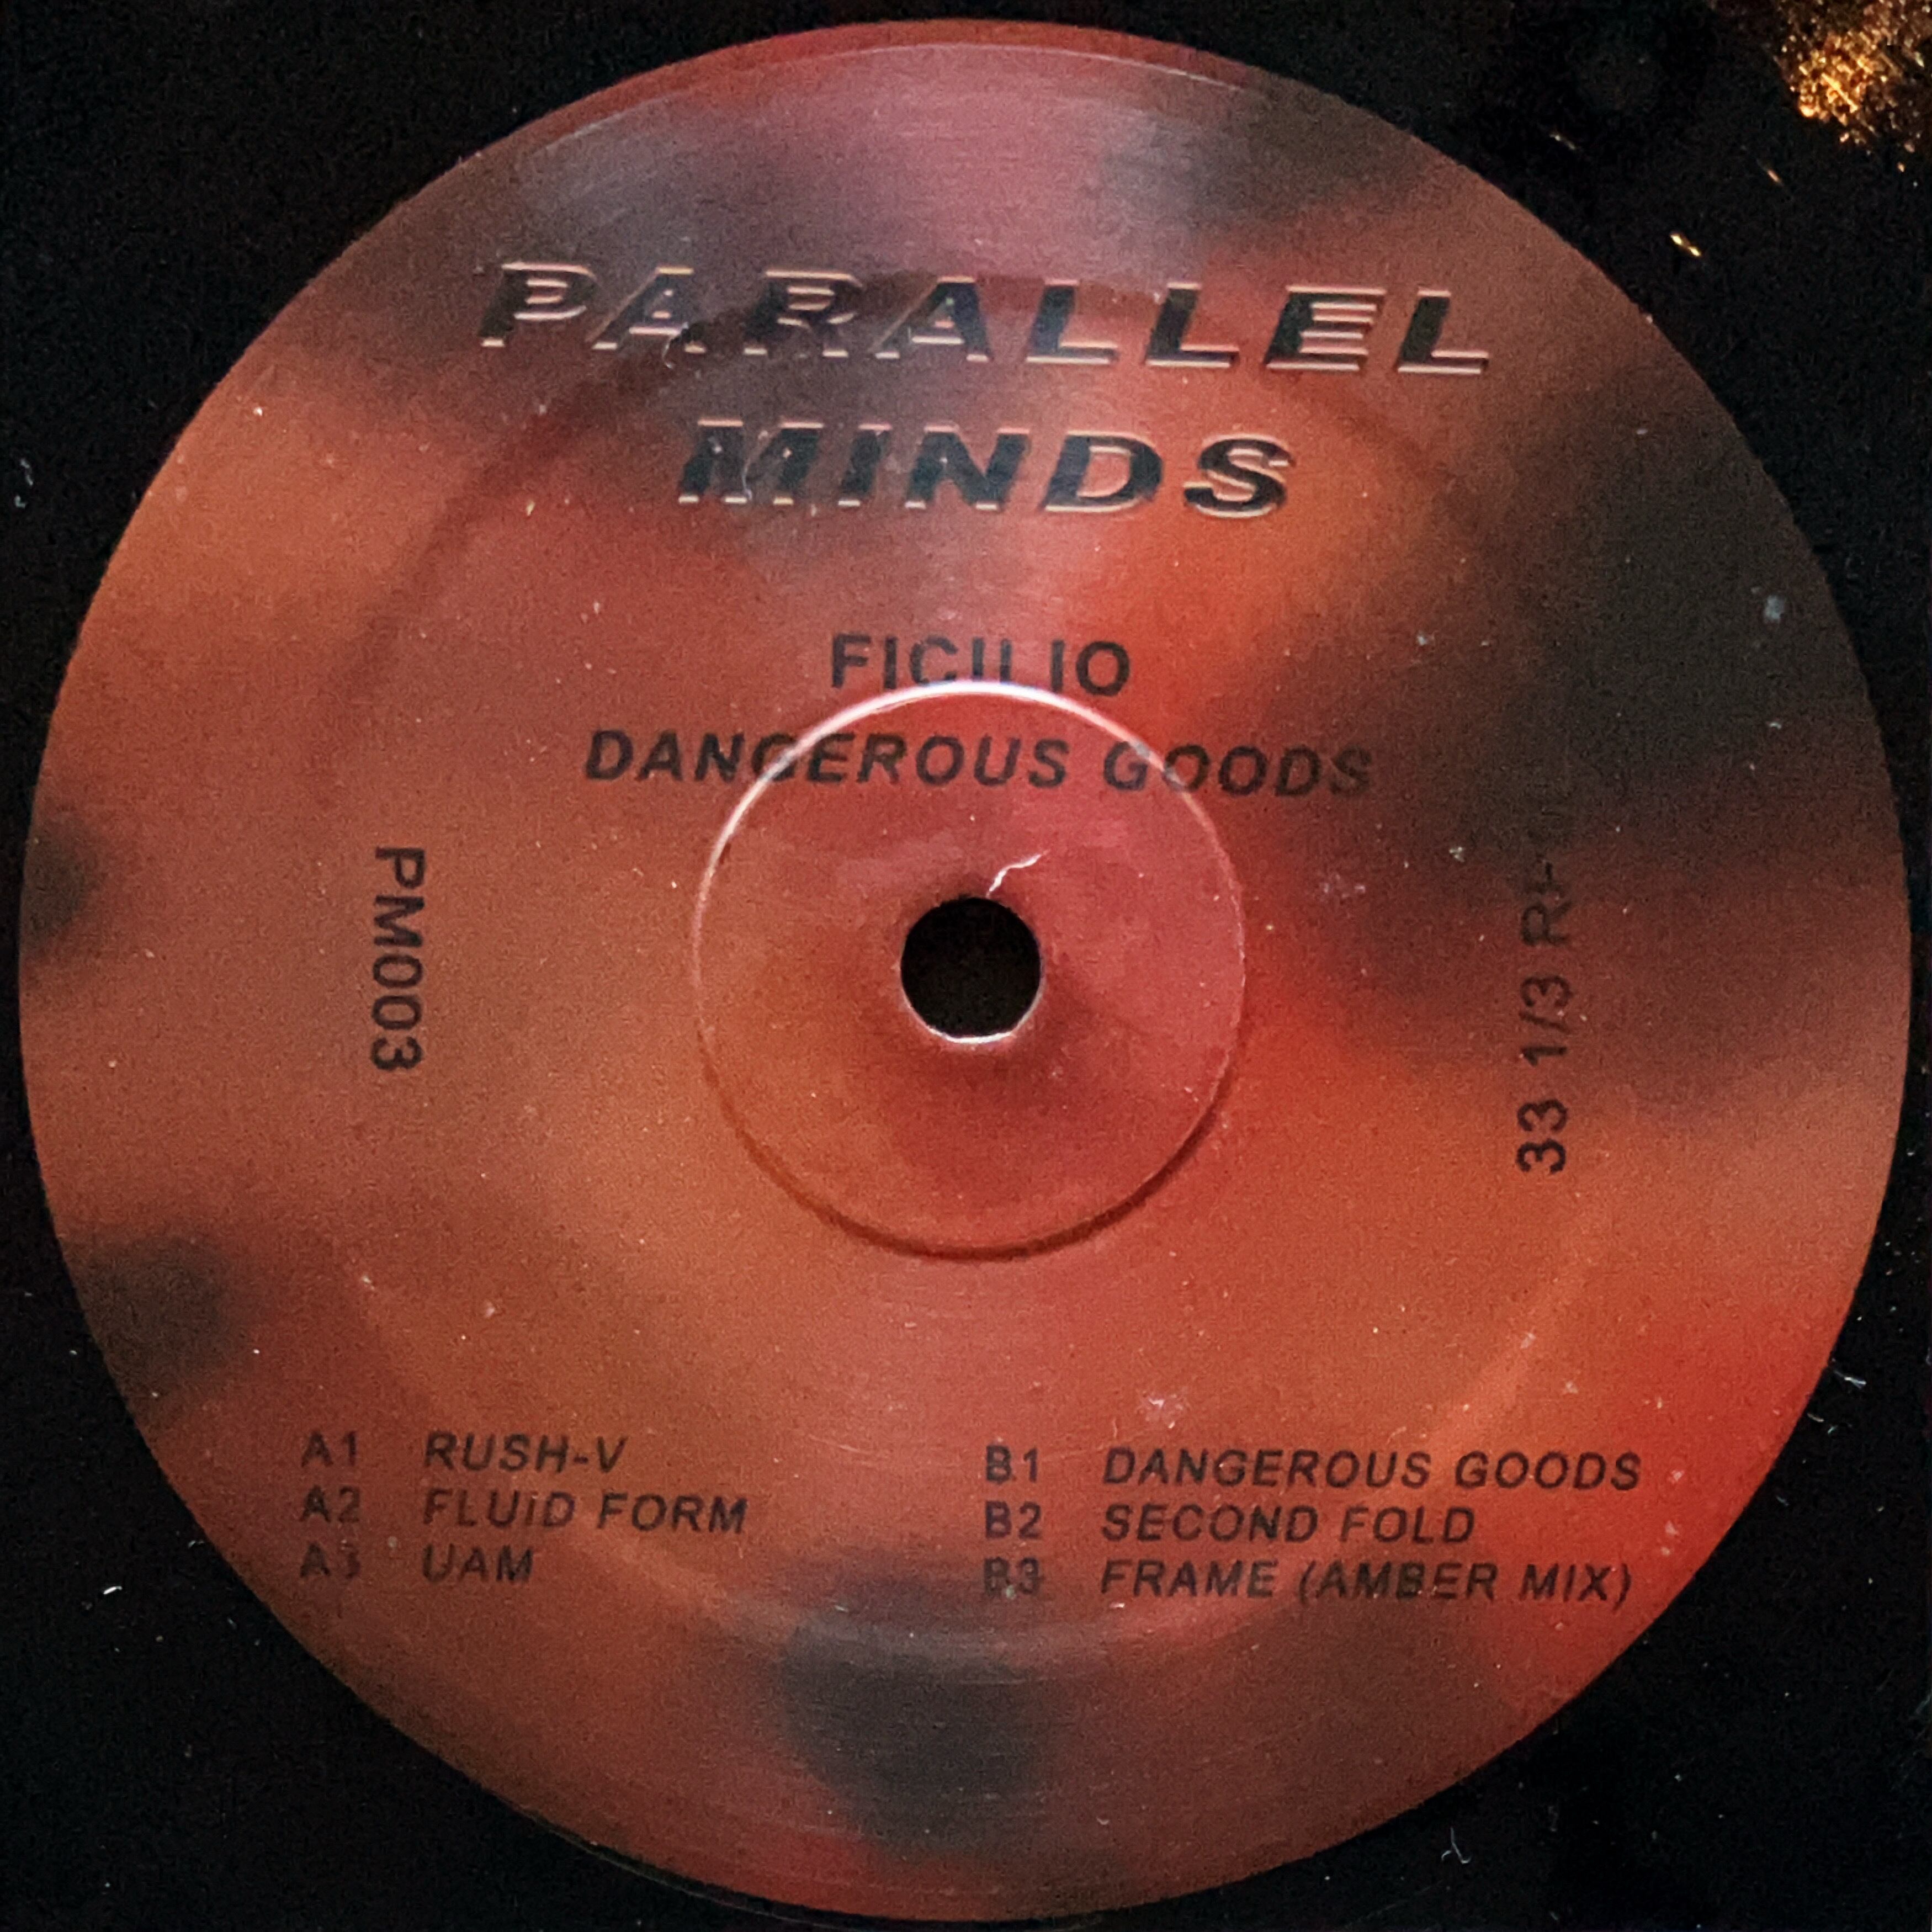 PARALLEL
MINDS
FICILIO
DANGEROUS GOODS
PM003
33 1/3
A1 RUSH-V
A2 FLUID FORM
A3 UAM
B1 DANGEROUS GOODS
B2 SECOND FOLD
B3 FRAME (AMBER MIX)